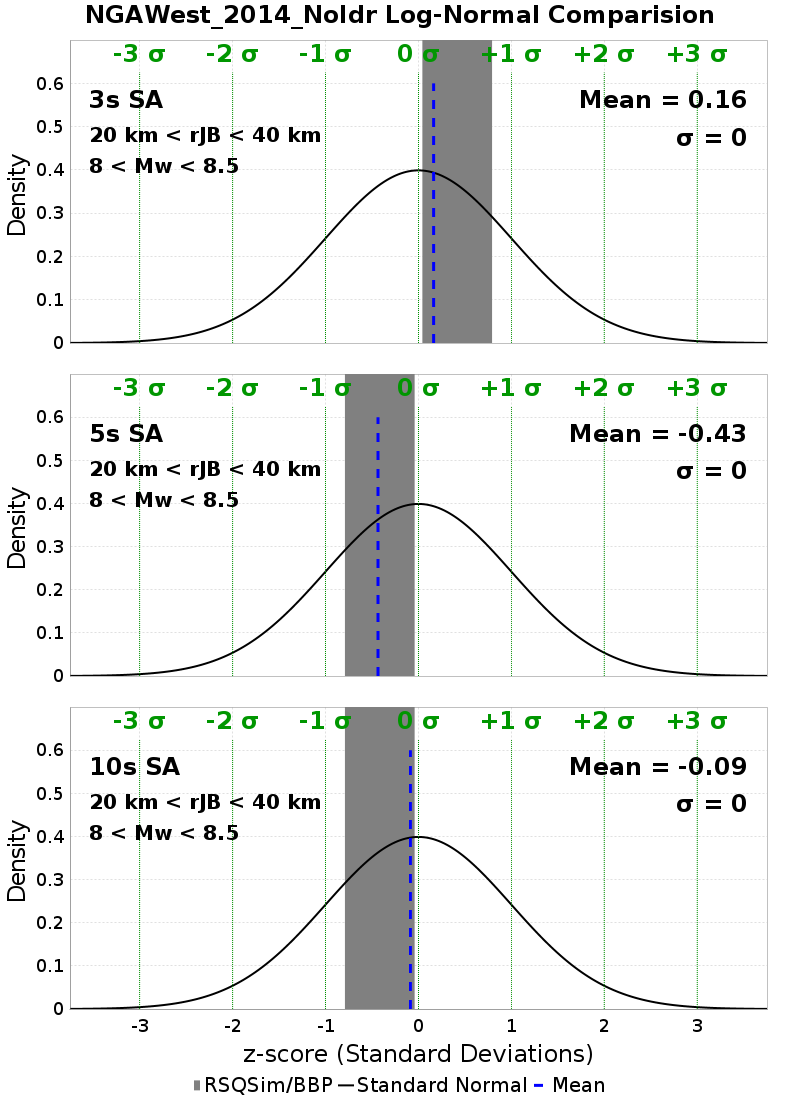 NGAWest_2014_NoIdr Log-Normal Comparision
-3 σ -2 σ -1 σ 0 σ +1 σ +2 σ +3 σ
3s SA
Mean = 0.16
20 km < rJB < 40 km
σ = 0
8 < Mw < 8.5
0.6
0.5
0.4
0.3
0.2
0.1
0
Density
-3 σ -2 σ -1 σ 0 σ +1 σ +2 σ +3 σ
5s SA
Mean = -0.43
20 km < rJB < 40 km
σ = 0
8 < Mw < 8.5
0.6
0.5
0.4
0.3
0.2
0.1
0
Density
-3 σ -2 σ -1 σ 0 σ +1 σ +2 σ +3 σ
10s SA
Mean = -0.09
20 km < rJB < 40 km
σ = 0
8 < Mw < 8.5
0.6
0.5
0.4
0.3
0.2
0.1
0
Density
-3 -2 -1 0 1 2 3
z-score (Standard Deviations)
RSQSim/BBP Standard Normal Mean